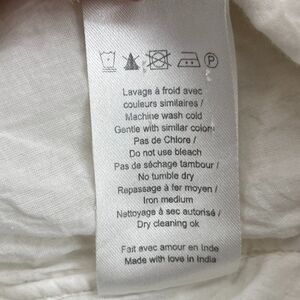 P
Lavage à froid avec
couleurs similaires /
Machine wash cold
Gentle with similar colors
Pas de Chlore /
Do not use bleach
Pas de séchage tambour /
No tumble dry
Repassage à fer moyen /
Iron medium
Nettoyage à sec autorisé /
Dry cleaning ok
Fait avec amour en Inde
Made with love in India